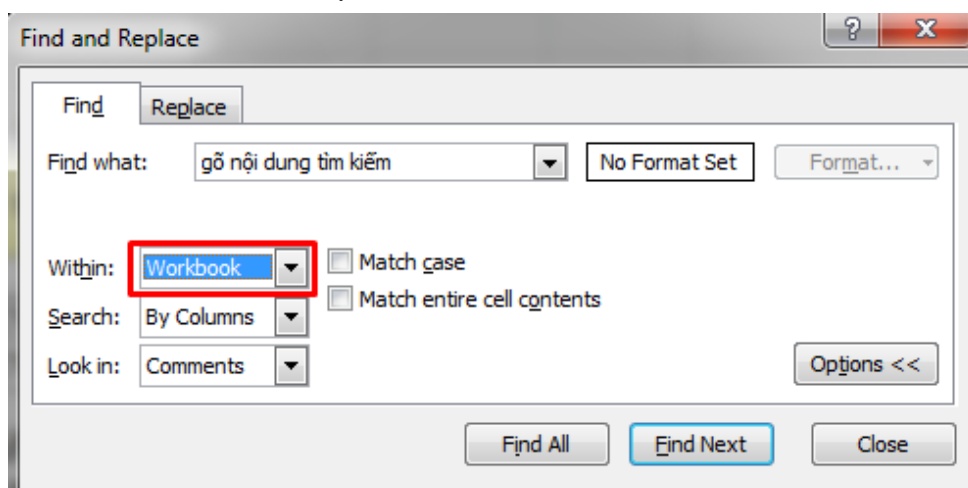 Find and Replace
Find Replace
Find what: gõ nội dung tìm kiếm No Format Set Format...
Within: Workbook Match case
Match entire cell contents
Search: By Columns
Look in: Comments Options <<
Find All Find Next Close